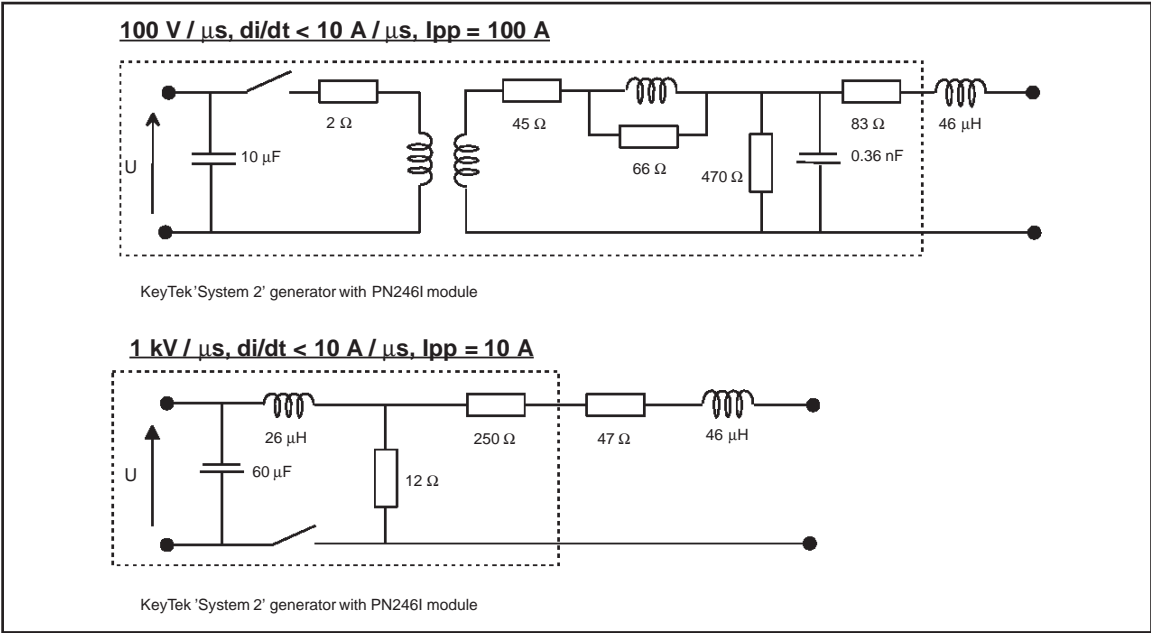 100 V / μs, di/dt < 10 A / μs, Ipp = 100 A
U
10 μF
2 Ω
45 Ω
66 Ω
470 Ω
0.36 nF
83 Ω
46 μH
KeyTek 'System 2' generator with PN246I module
1 kV / μs, di/dt < 10 A / μs, Ipp = 10 A
U
60 μF
26 μH
12 Ω
250 Ω
47 Ω
46 μH
KeyTek 'System 2' generator with PN246I module